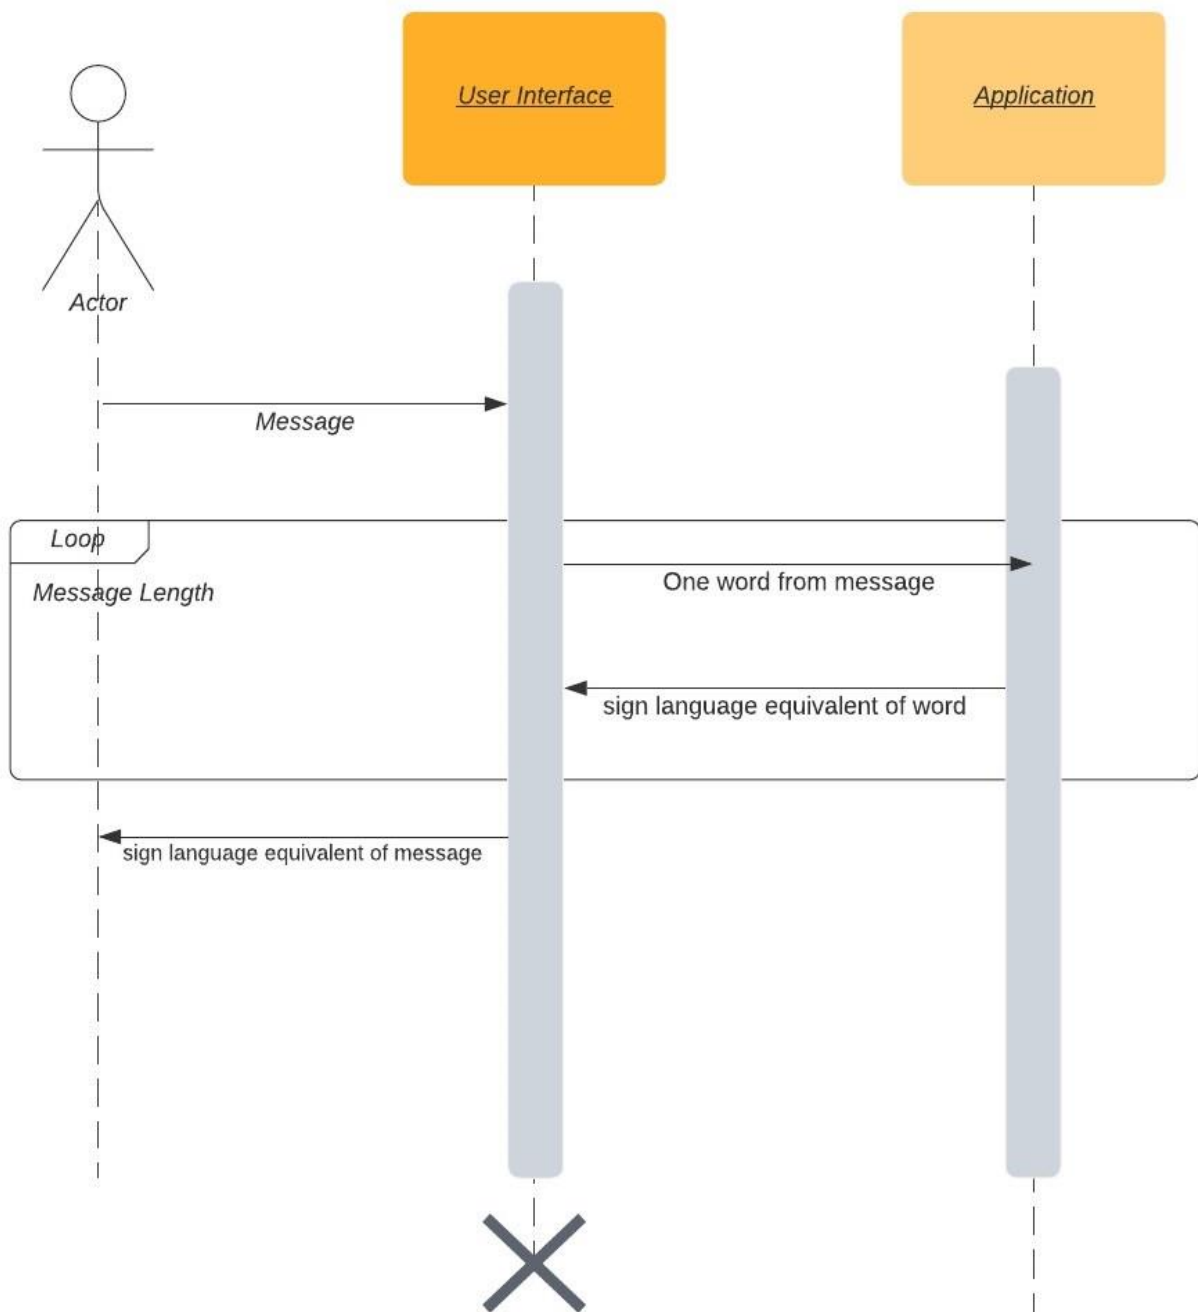 User Interface
Application
Actor
Message
Loop
Message Length
One word from message
sign language equivalent of word
sign language equivalent of message